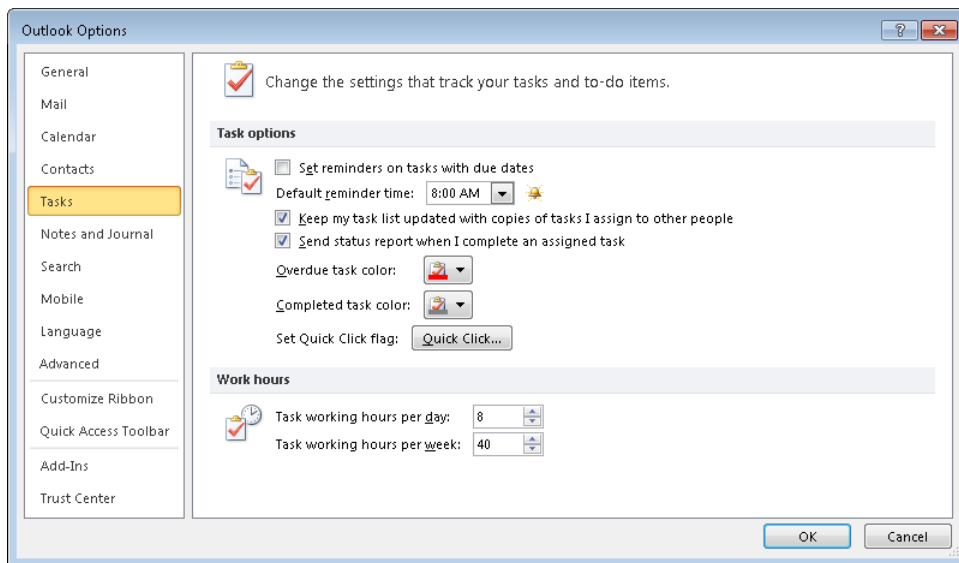 Outlook Options
General
Mail
Calendar
Contacts
Tasks
Notes and Journal
Search
Mobile
Language
Advanced
Customize Ribbon
Quick Access Toolbar
Add-Ins
Trust Center
Change the settings that track your tasks and to-do items.
Task options
Set reminders on tasks with due dates
Default reminder time: 8:00 AM
Keep my task list updated with copies of tasks I assign to other people
Send status report when I complete an assigned task
Overdue task color:
Completed task color:
Set Quick Click flag: Quick Click...
Work hours
Task working hours per day: 8
Task working hours per week: 40
OK Cancel